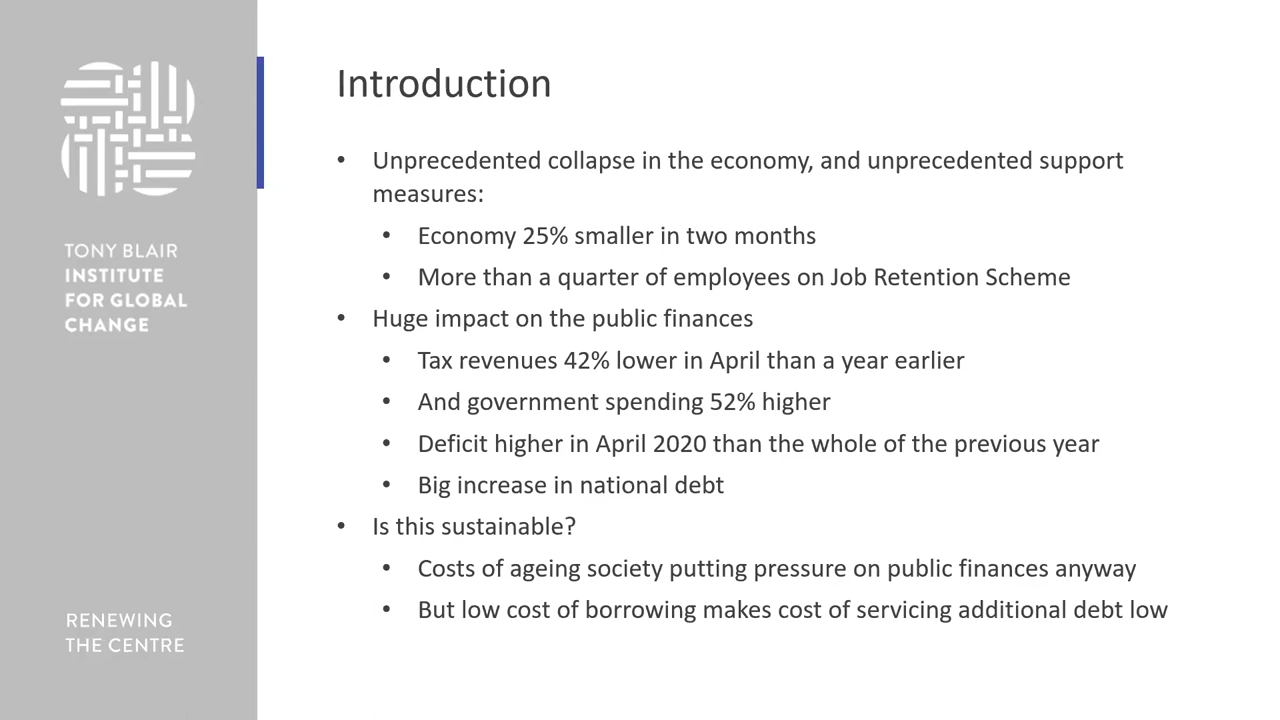 TONY BLAIR
INSTITUTE
FOR GLOBAL
CHANGE
RENEWING
THE CENTRE
Introduction
• Unprecedented collapse in the economy, and unprecedented support
measures:
• Economy 25% smaller in two months
• More than a quarter of employees on Job Retention Scheme
• Huge impact on the public finances
• Tax revenues 42% lower in April than a year earlier
• And government spending 52% higher
• Deficit higher in April 2020 than the whole of the previous year
• Big increase in national debt
• Is this sustainable?
• Costs of ageing society putting pressure on public finances anyway
• But low cost of borrowing makes cost of servicing additional debt low